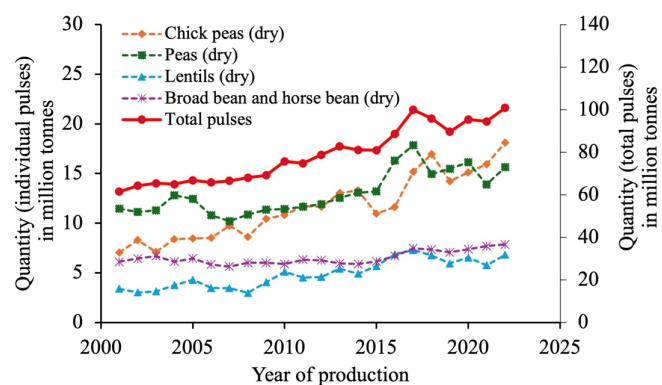 Chick peas (dry)
Peas (dry)
Lentils (dry)
Broad bean and horse bean (dry)
Total pulses
Quantity (individual pulses)
in million tonnes
30
25
20
15
10
5
0
Quantity (total pulses)
in million tonnes
140
120
100
80
60
40
20
0
2000
2005
2010
2015
2020
2025
Year of production